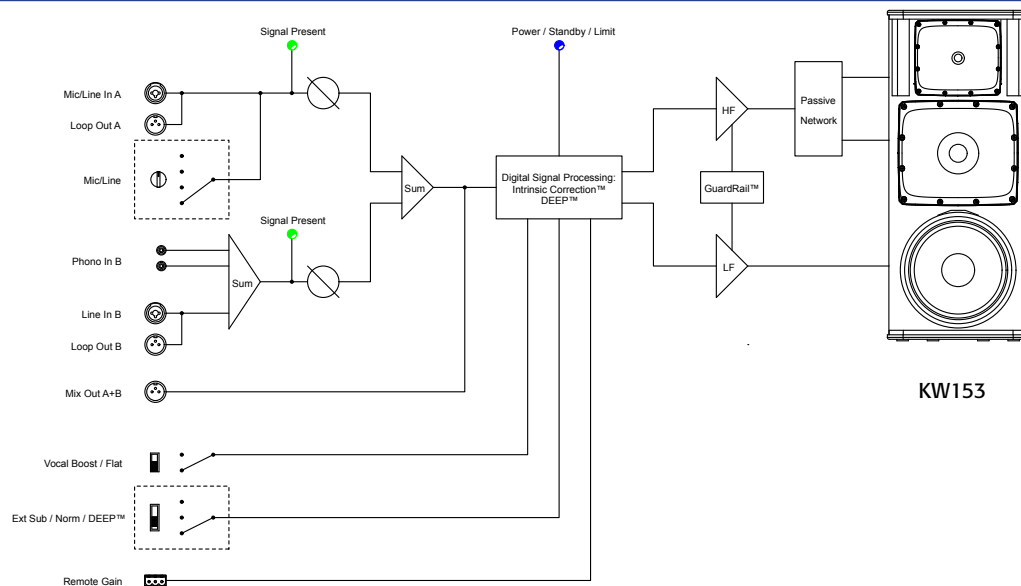 Signal Present
Power / Standby / Limit
Mic/Line In A
Loop Out A
Mic/Line
Sum
HF
Passive
Network
Digital Signal Processing:
Intrinsic Correction™
DEEP™
GuardRail™
Signal Present
Phono In B
Sum
LF
Line In B
Loop Out B
Mix Out A+B
KW153
Vocal Boost / Flat
Ext Sub / Norm / DEEP™
Remote Gain